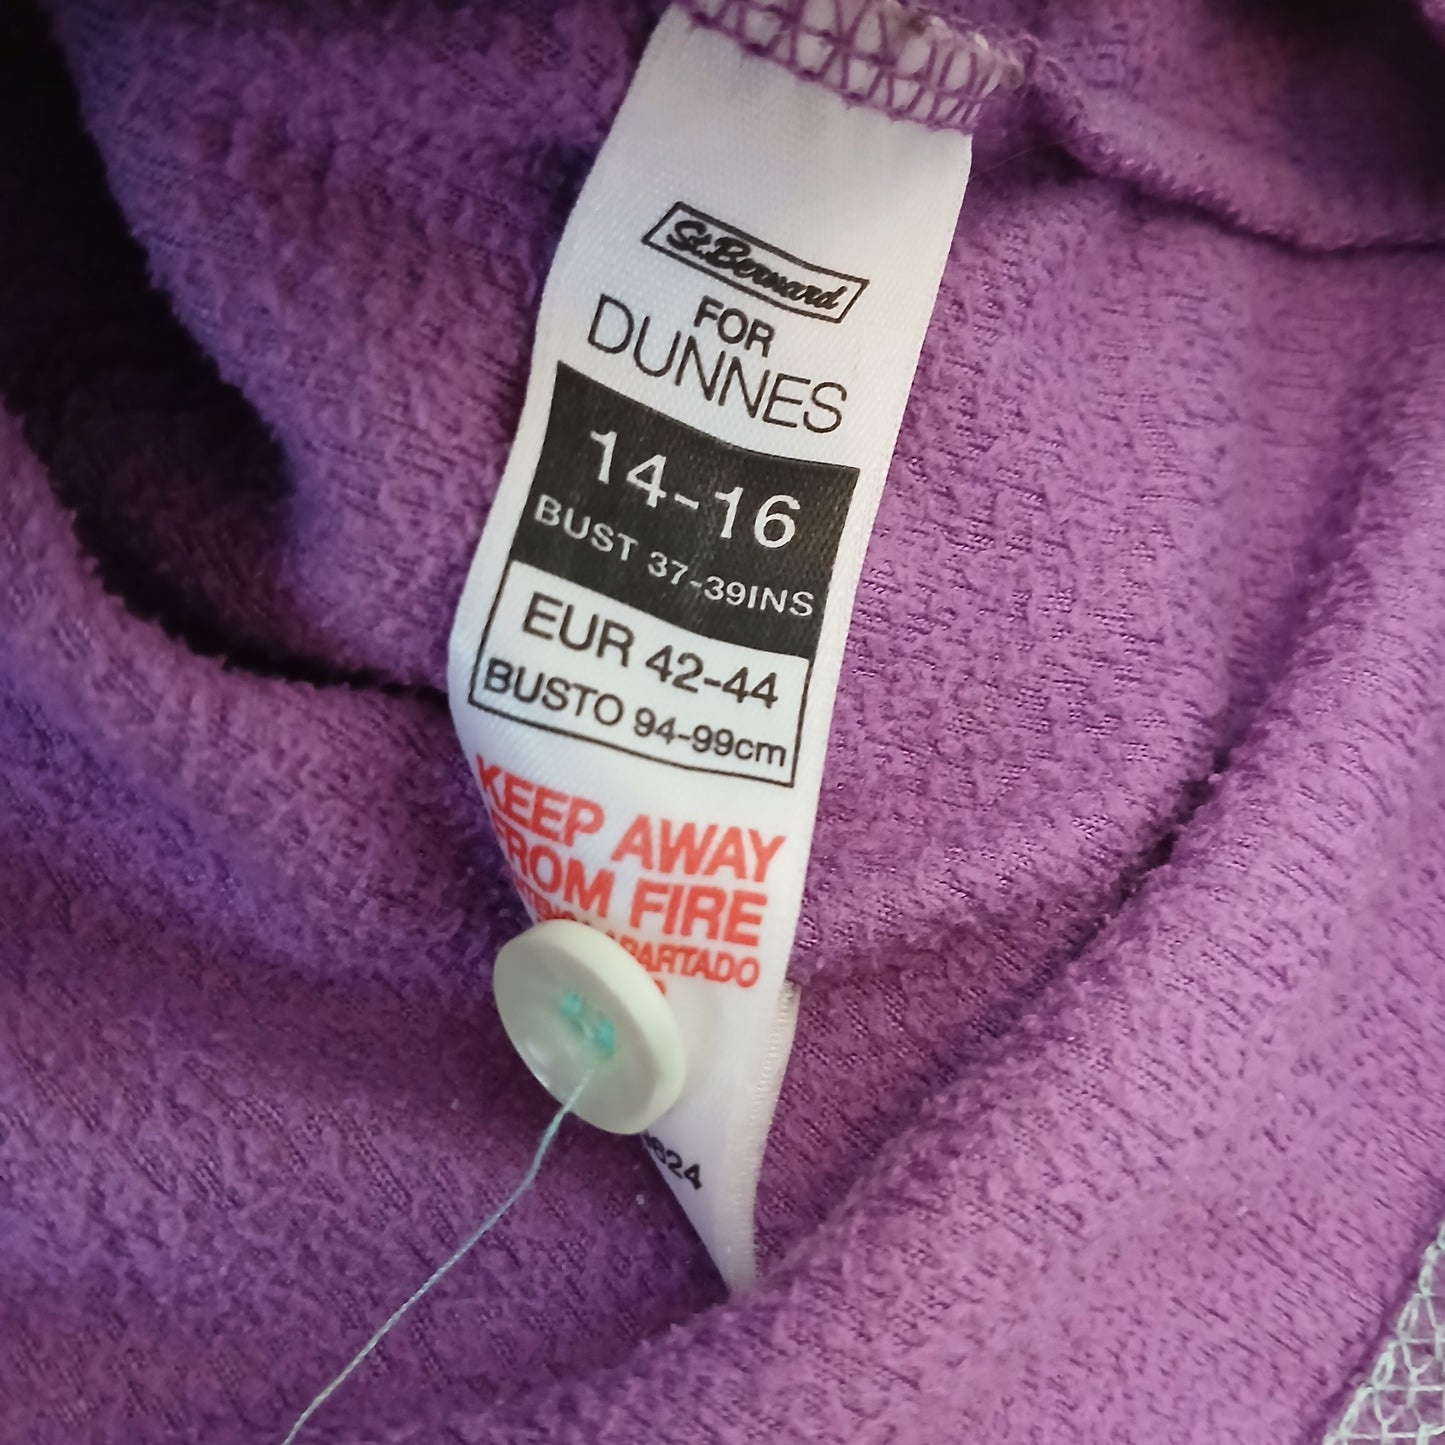 St.Bernard
FOR
DUNNES
14-16
BUST 37-39INS
EUR 42-44
BUSTO 94-99cm
KEEP AWAY
FROM FIRE